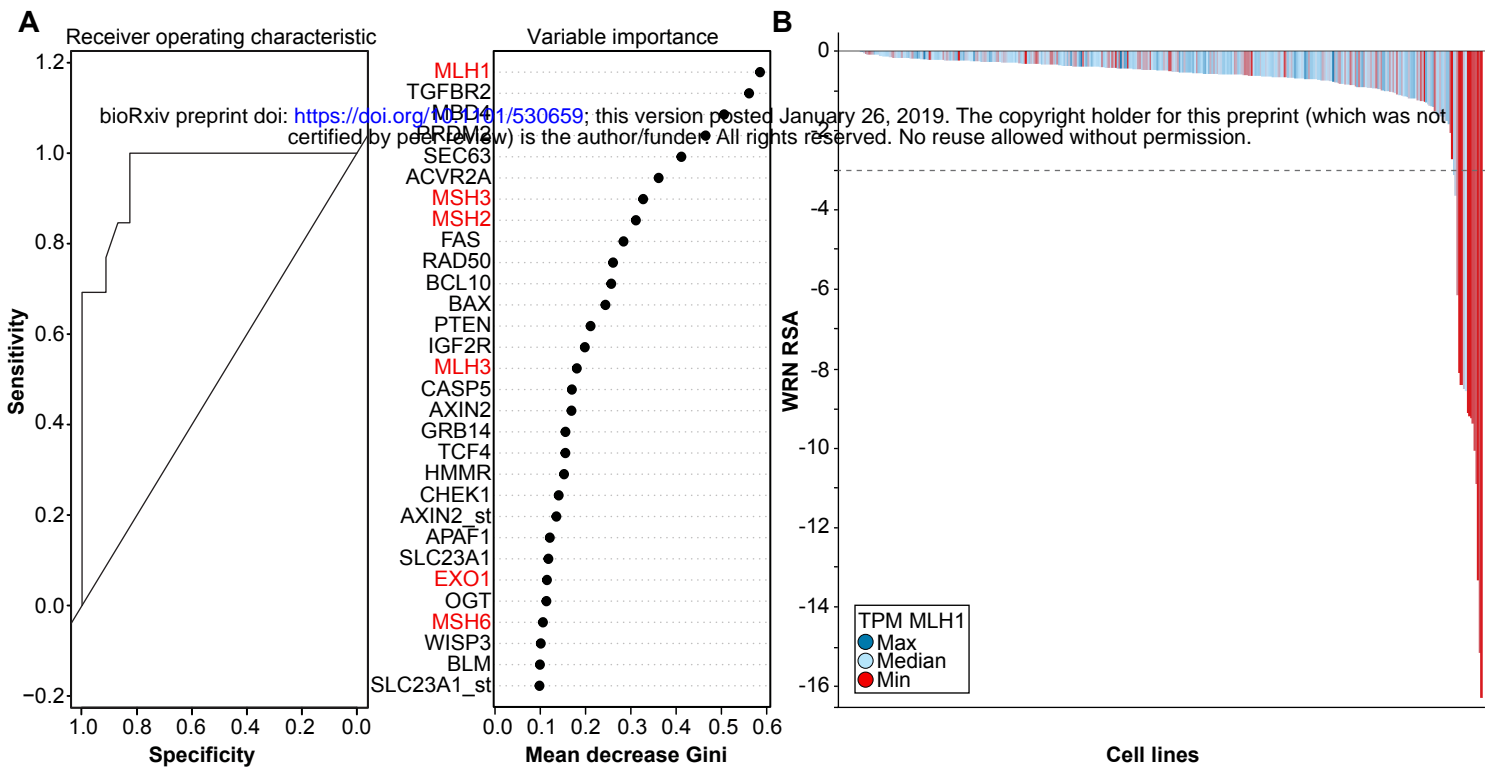 A
B
Receiver operating characteristic
Variable importance
bioRxiv preprint doi: https://doi.org/10.1101/530659; this version posted January 26, 2019. The copyright holder for this preprint (which was not
certified by peer review) is the author/funder. All rights reserved. No reuse allowed without permission.
1.2
1.0
0.8
0.6
0.4
0.2
0.0
−0.2
Sensitivity
1.0 0.8 0.6 0.4 0.2 0.0
Specificity
MLH1
TGFBR2
MBD4
PRDM2
SEC63
ACVR2A
MSH3
MSH2
FAS
RAD50
BCL10
BAX
PTEN
IGF2R
MLH3
CASP5
AXIN2
GRB14
TCF4
HMMR
CHEK1
AXIN2_st
APAF1
SLC23A1
EXO1
OGT
MSH6
WISP3
BLM
SLC23A1_st
0.0 0.1 0.2 0.3 0.4 0.5 0.6
Mean decrease Gini
WRN RSA
0
-2
-4
-6
-8
-10
-12
-14
-16
TPM MLH1
Max
Median
Min
Cell lines